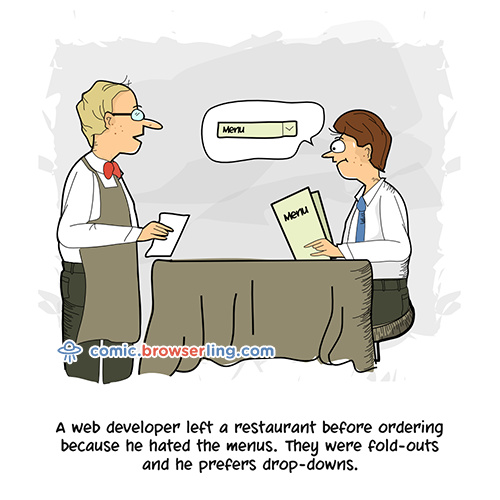 Menu
Menu
comic.browserling.com
A web developer left a restaurant before ordering
because he hated the menus. They were fold-outs
and he prefers drop-downs.